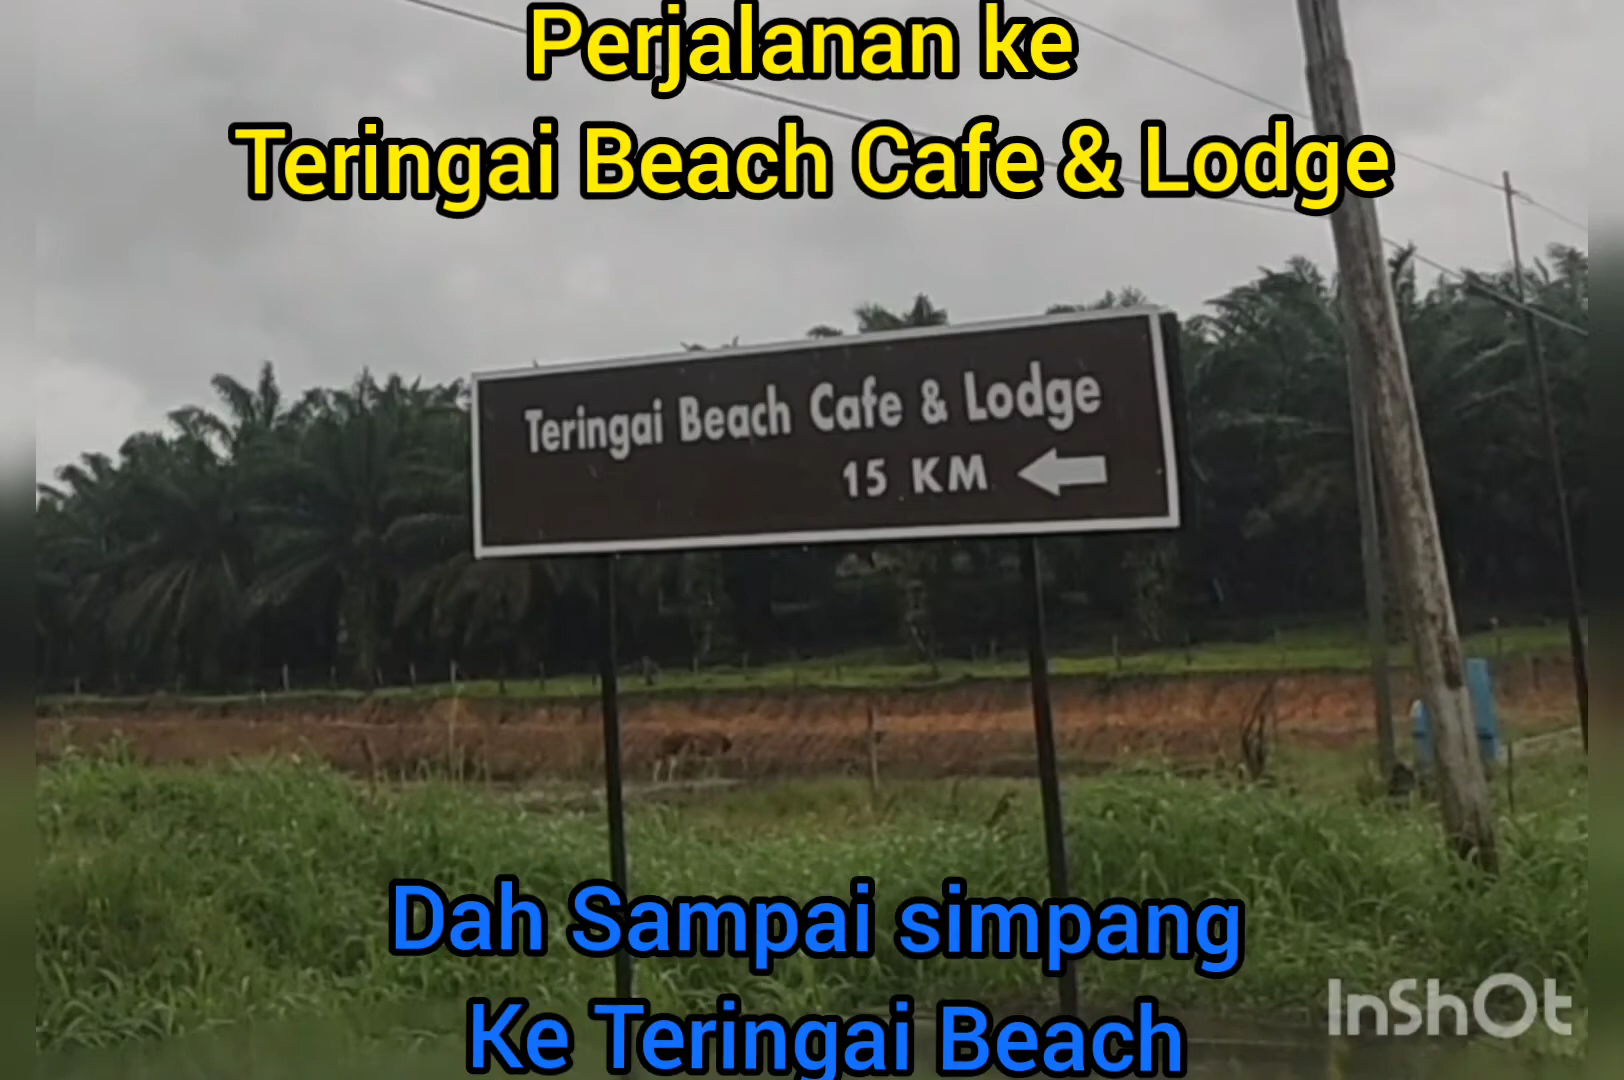 Perjalanan ke
Teringai Beach Cafe & Lodge
Teringai Beach Cafe & Lodge
15 KM
Dah Sampai simpang
Ke Teringai Beach
InShOt